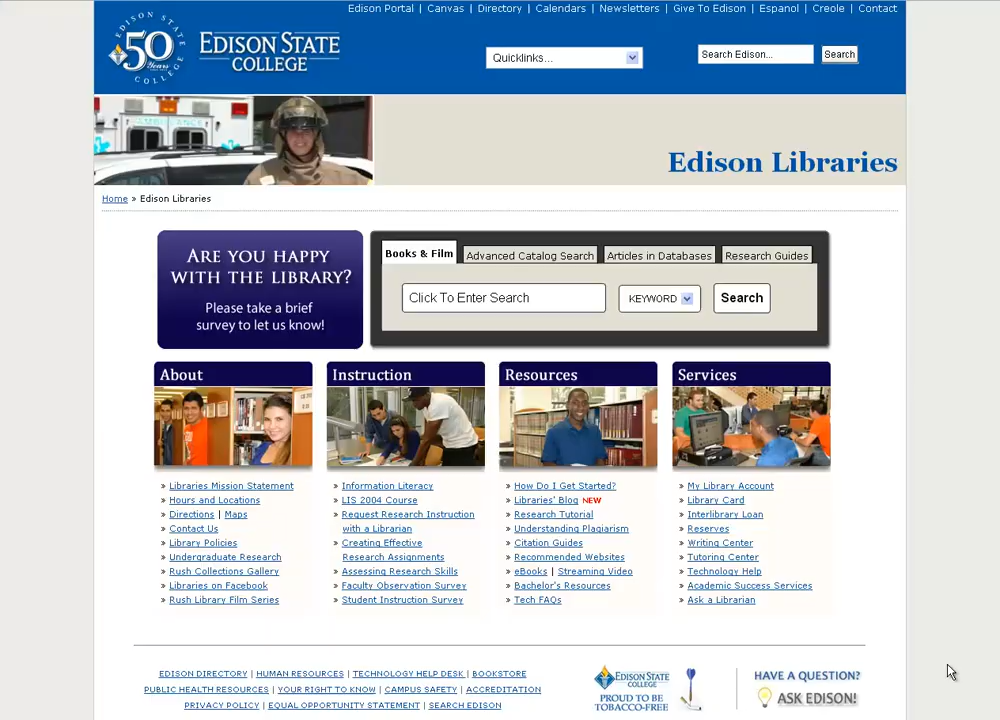 Edison Portal | Canvas | Directory | Calendars | Newsletters | Give To Edison | Espanol | Creole | Contact
EDISON STATE COLLEGE
50
Years
EDISON STATE
COLLEGE
Quicklinks...
Search Edison...
Search
AMBULANCE
Edison Libraries
Home » Edison Libraries
ARE YOU HAPPY
WITH THE LIBRARY?
Please take a brief
survey to let us know!
Books & Film
Advanced Catalog Search
Articles in Databases
Research Guides
Click To Enter Search
KEYWORD
Search
About
» Libraries Mission Statement
» Hours and Locations
» Directions | Maps
» Contact Us
» Library Policies
» Undergraduate Research
» Rush Collections Gallery
» Libraries on Facebook
» Rush Library Film Series
Instruction
» Information Literacy
» LIS 2004 Course
» Request Research Instruction
with a Librarian
» Creating Effective
Research Assignments
» Assessing Research Skills
» Faculty Observation Survey
» Student Instruction Survey
Resources
» How Do I Get Started?
» Libraries' Blog NEW
» Research Tutorial
» Understanding Plagiarism
» Citation Guides
» Recommended Websites
» eBooks | Streaming Video
» Bachelor's Resources
» Tech FAQs
Services
» My Library Account
» Library Card
» Interlibrary Loan
» Reserves
» Writing Center
» Tutoring Center
» Technology Help
» Academic Success Services
» Ask a Librarian
EDISON DIRECTORY | HUMAN RESOURCES | TECHNOLOGY HELP DESK | BOOKSTORE
PUBLIC HEALTH RESOURCES | YOUR RIGHT TO KNOW | CAMPUS SAFETY | ACCREDITATION
PRIVACY POLICY | EQUAL OPPORTUNITY STATEMENT | SEARCH EDISON
EDISON STATE
COLLEGE
PROUD TO BE
TOBACCO-FREE
HAVE A QUESTION?
ASK EDISON!